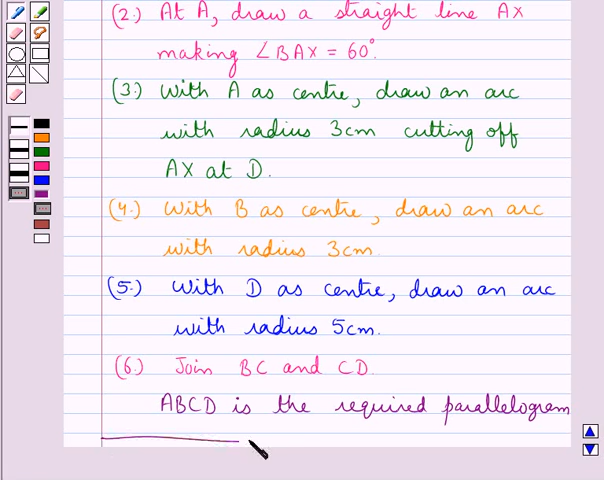 (2.) At A, draw a straight line AX
making ∠BAX = 60°.
(3.) With A as centre, draw an arc
with radius 3cm cutting off
AX at D.
(4.) With B as centre, draw an arc
with radius 3cm.
(5.) With D as centre, draw an arc
with radius 5cm.
(6.) Join BC and CD.
ABCD is the required parallelogram